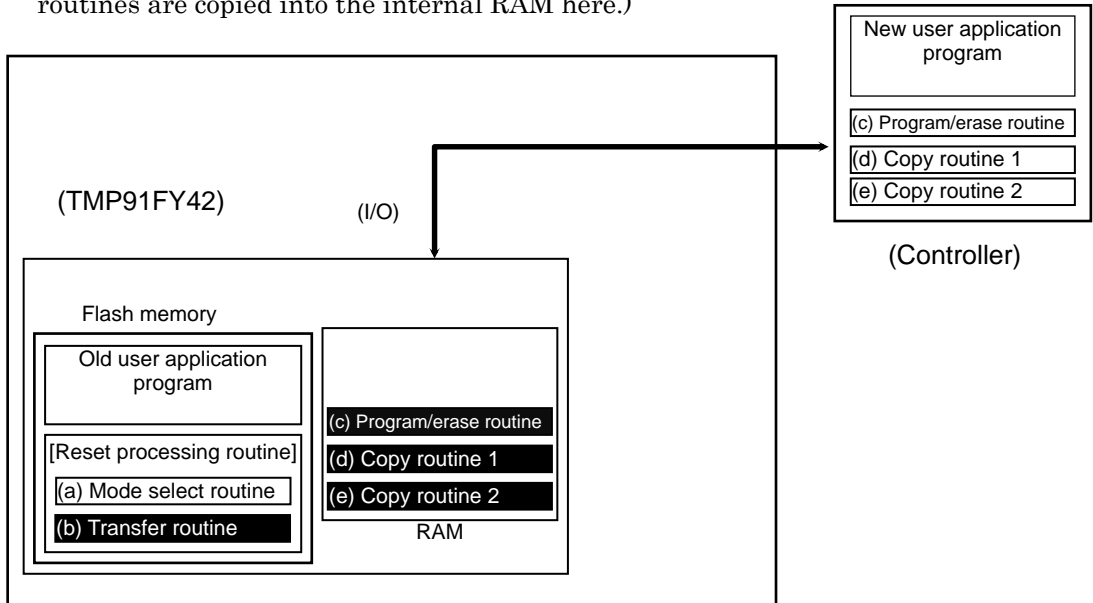 routines are copied into the internal RAM here.)
New user application
program
(c) Program/erase routine
(d) Copy routine 1
(e) Copy routine 2
(Controller)
(TMP91FY42)
(I/O)
Flash memory
Old user application
program
[Reset processing routine]
(a) Mode select routine
(b) Transfer routine
(c) Program/erase routine
(d) Copy routine 1
(e) Copy routine 2
RAM